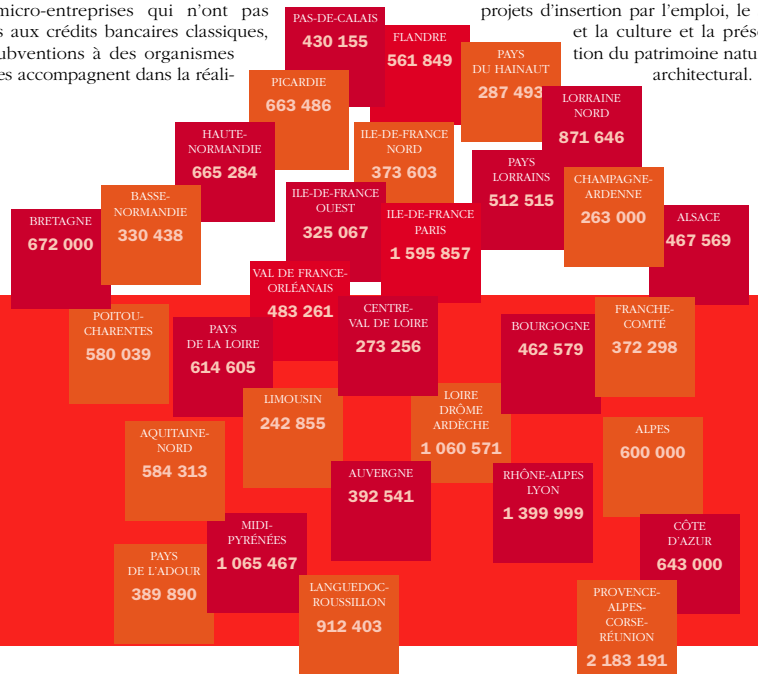 micro-entreprises qui n'ont pas
s aux crédits bancaires classiques,
ubventions à des organismes
es accompagnent dans la réali-
projets d'insertion par l'emploi, le
et la culture et la prés
tion du patrimoine natu
architectural.
PAS-DE-CALAIS
430 155
FLANDRE
561 849
PAYS
DU HAINAUT
287 493
PICARDIE
663 486
LORRAINE
NORD
871 646
HAUTE-
NORMANDIE
665 284
ILE-DE-FRANCE
NORD
373 603
PAYS
LORRAINS
512 515
CHAMPAGNE-
ARDENNE
263 000
BASSE-
NORMANDIE
330 438
ILE-DE-FRANCE
OUEST
325 067
ILE-DE-FRANCE
PARIS
1 595 857
BRETAGNE
672 000
ALSACE
467 569
VAL DE FRANCE-
ORLÉANAIS
483 261
POITOU-
CHARENTES
580 039
PAYS
DE LA LOIRE
614 605
CENTRE-
VAL DE LOIRE
273 256
BOURGOGNE
462 579
FRANCHE-
COMTÉ
372 298
LIMOUSIN
242 855
LOIRE
DRÔME
ARDÈCHE
1 060 571
AQUITAINE-
NORD
584 313
ALPES
600 000
AUVERGNE
392 541
RHÔNE-ALPES
LYON
1 399 999
MIDI-
PYRÉNÉES
1 065 467
CÔTE
D'AZUR
643 000
PAYS
DE L'ADOUR
389 890
LANGUEDOC-
ROUSSILLON
912 403
PROVENCE-
ALPES-
CORSE-
RÉUNION
2 183 191